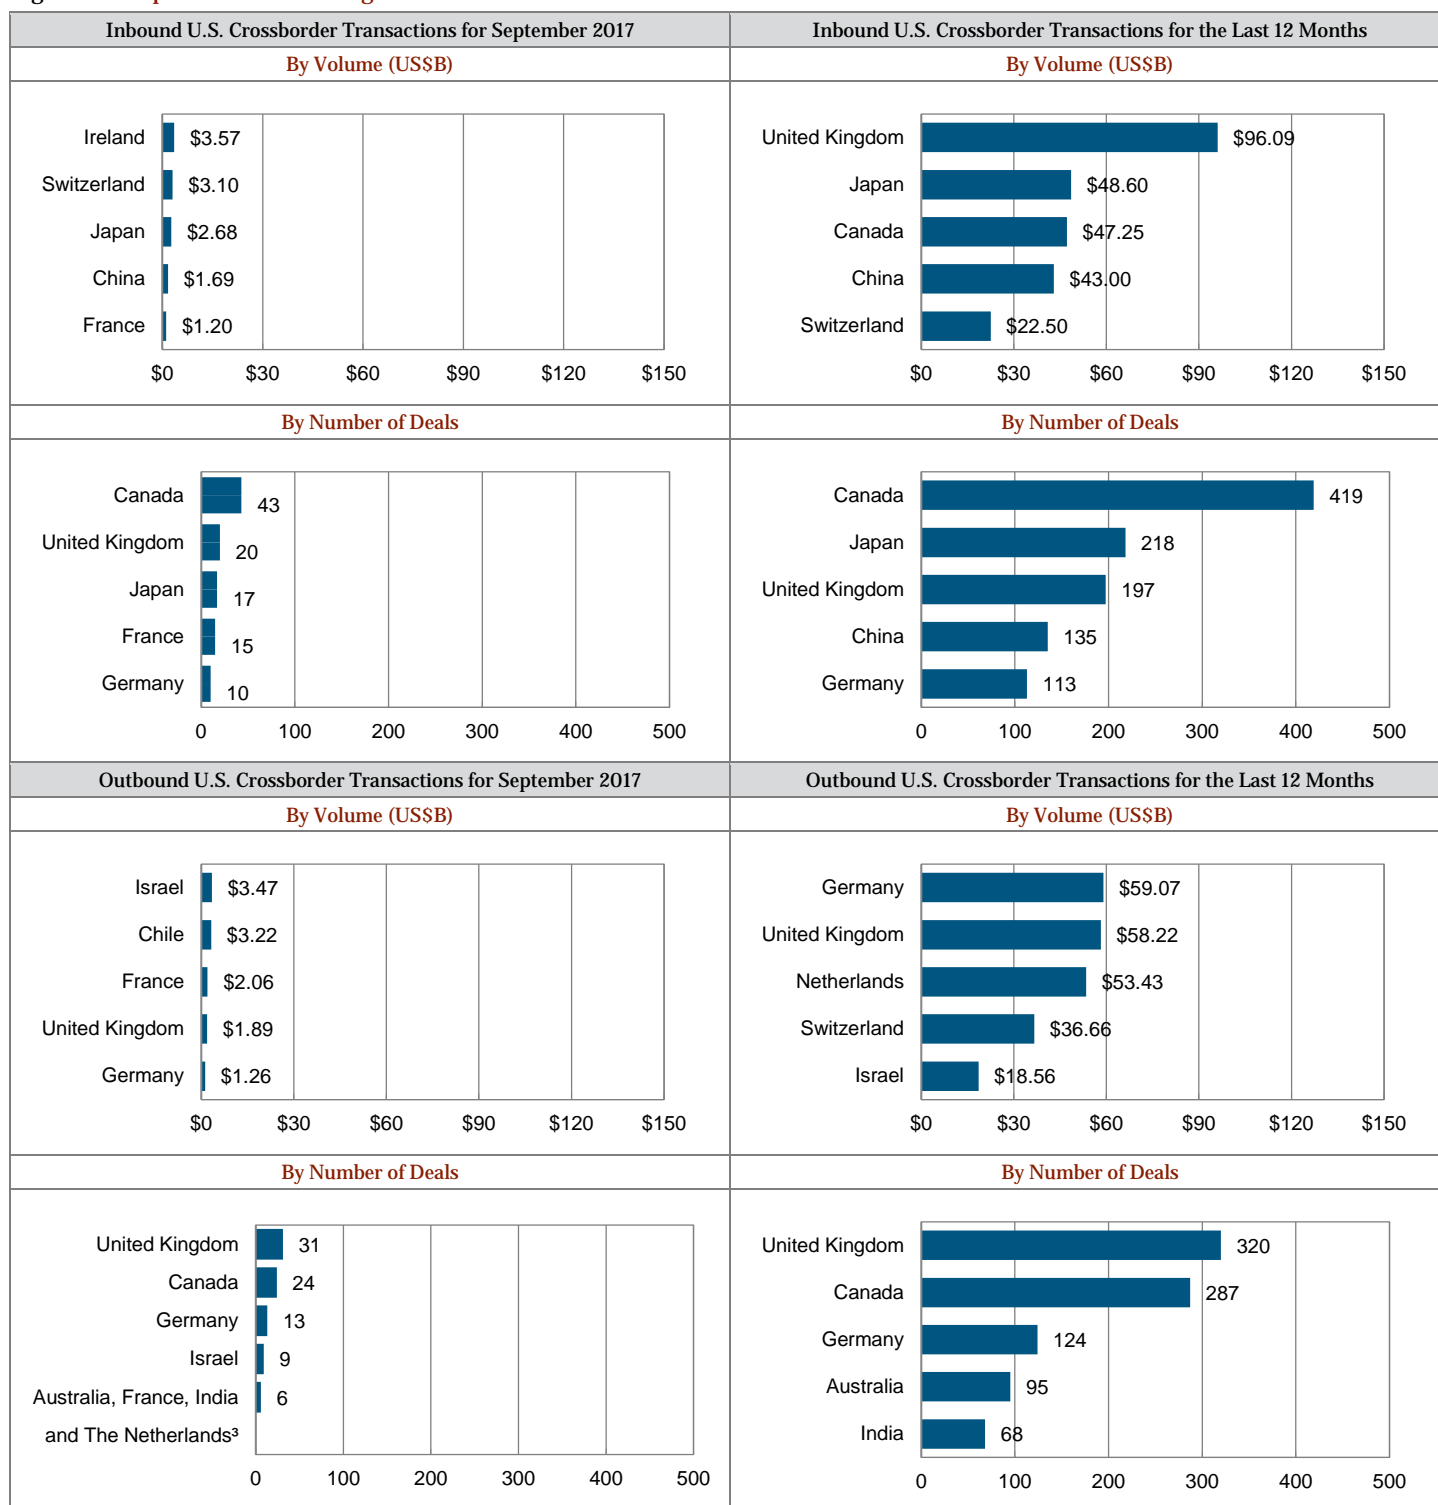 Inbound U.S. Crossborder Transactions for September 2017
By Volume (US$B)
Ireland $3.57
Switzerland $3.10
Japan $2.68
China $1.69
France $1.20
$0 $30 $60 $90 $120 $150
By Number of Deals
Canada 43
United Kingdom 20
Japan 17
France 15
Germany 10
0 100 200 300 400 500
Inbound U.S. Crossborder Transactions for the Last 12 Months
By Volume (US$B)
United Kingdom $96.09
Japan $48.60
Canada $47.25
China $43.00
Switzerland $22.50
$0 $30 $60 $90 $120 $150
By Number of Deals
Canada 419
Japan 218
United Kingdom 197
China 135
Germany 113
0 100 200 300 400 500
Outbound U.S. Crossborder Transactions for September 2017
By Volume (US$B)
Israel $3.47
Chile $3.22
France $2.06
United Kingdom $1.89
Germany $1.26
$0 $30 $60 $90 $120 $150
By Number of Deals
United Kingdom 31
Canada 24
Germany 13
Israel 9
Australia, France, India 6
and The Netherlands³
0 100 200 300 400 500
Outbound U.S. Crossborder Transactions for the Last 12 Months
By Volume (US$B)
Germany $59.07
United Kingdom $58.22
Netherlands $53.43
Switzerland $36.66
Israel $18.56
$0 $30 $60 $90 $120 $150
By Number of Deals
United Kingdom 320
Canada 287
Germany 124
Australia 95
India 68
0 100 200 300 400 500